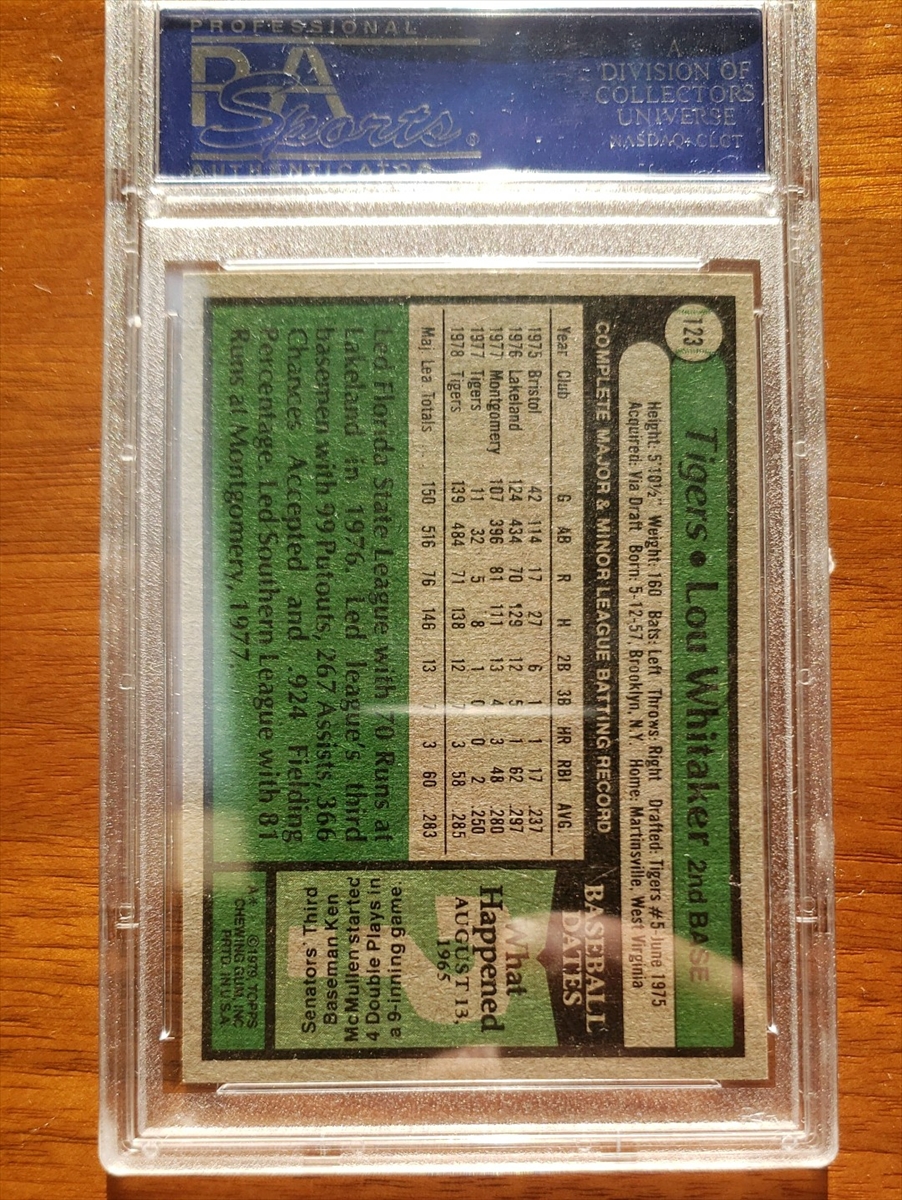 PROFESSIONAL
PSA
Sports®
AUTHENTICATOR
A
DIVISION OF
COLLECTORS
UNIVERSE
NASDAQ: CLCT
123
Tigers • Lou Whitaker 2nd BASE
Height: 5'10½" Weight: 160 Bats: Left Throws: Right Drafted: Tigers #5-June 1975
Acquired: Via Draft Born: 5-12-57, Brooklyn, N.Y. Home: Martinsville, West Virginia
COMPLETE MAJOR & MINOR LEAGUE BATTING RECORD
Year Club G AB R H 2B 3B HR RBI AVG.
1975 Bristol 42 114 17 27 6 1 1 17 .237
1976 Lakeland 124 434 70 129 12 5 1 62 .297
1977 Montgomery 107 396 81 111 13 4 3 48 .280
1977 Tigers 11 32 5 8 1 0 0 2 .250
1978 Tigers 139 484 71 138 12 7 3 58 .285
Maj. Lea. Totals 150 516 76 146 13 7 3 60 .283
Led Florida State League with 70 Runs at
Lakeland in 1976. Led league's third
basemen with 99 Putouts, 267 Assists, 366
Chances Accepted and .924 Fielding
Percentage. Led Southern League with 81
Runs at Montgomery, 1977.
BASEBALL
DATES
What
Happened
AUGUST 13,
1965
Senators' Third
Baseman Ken
McMullen started
4 Double Plays in
a 9-inning game.
A* ©1979 TOPPS
CHEWING GUM, INC.
PRTD. IN U.S.A.